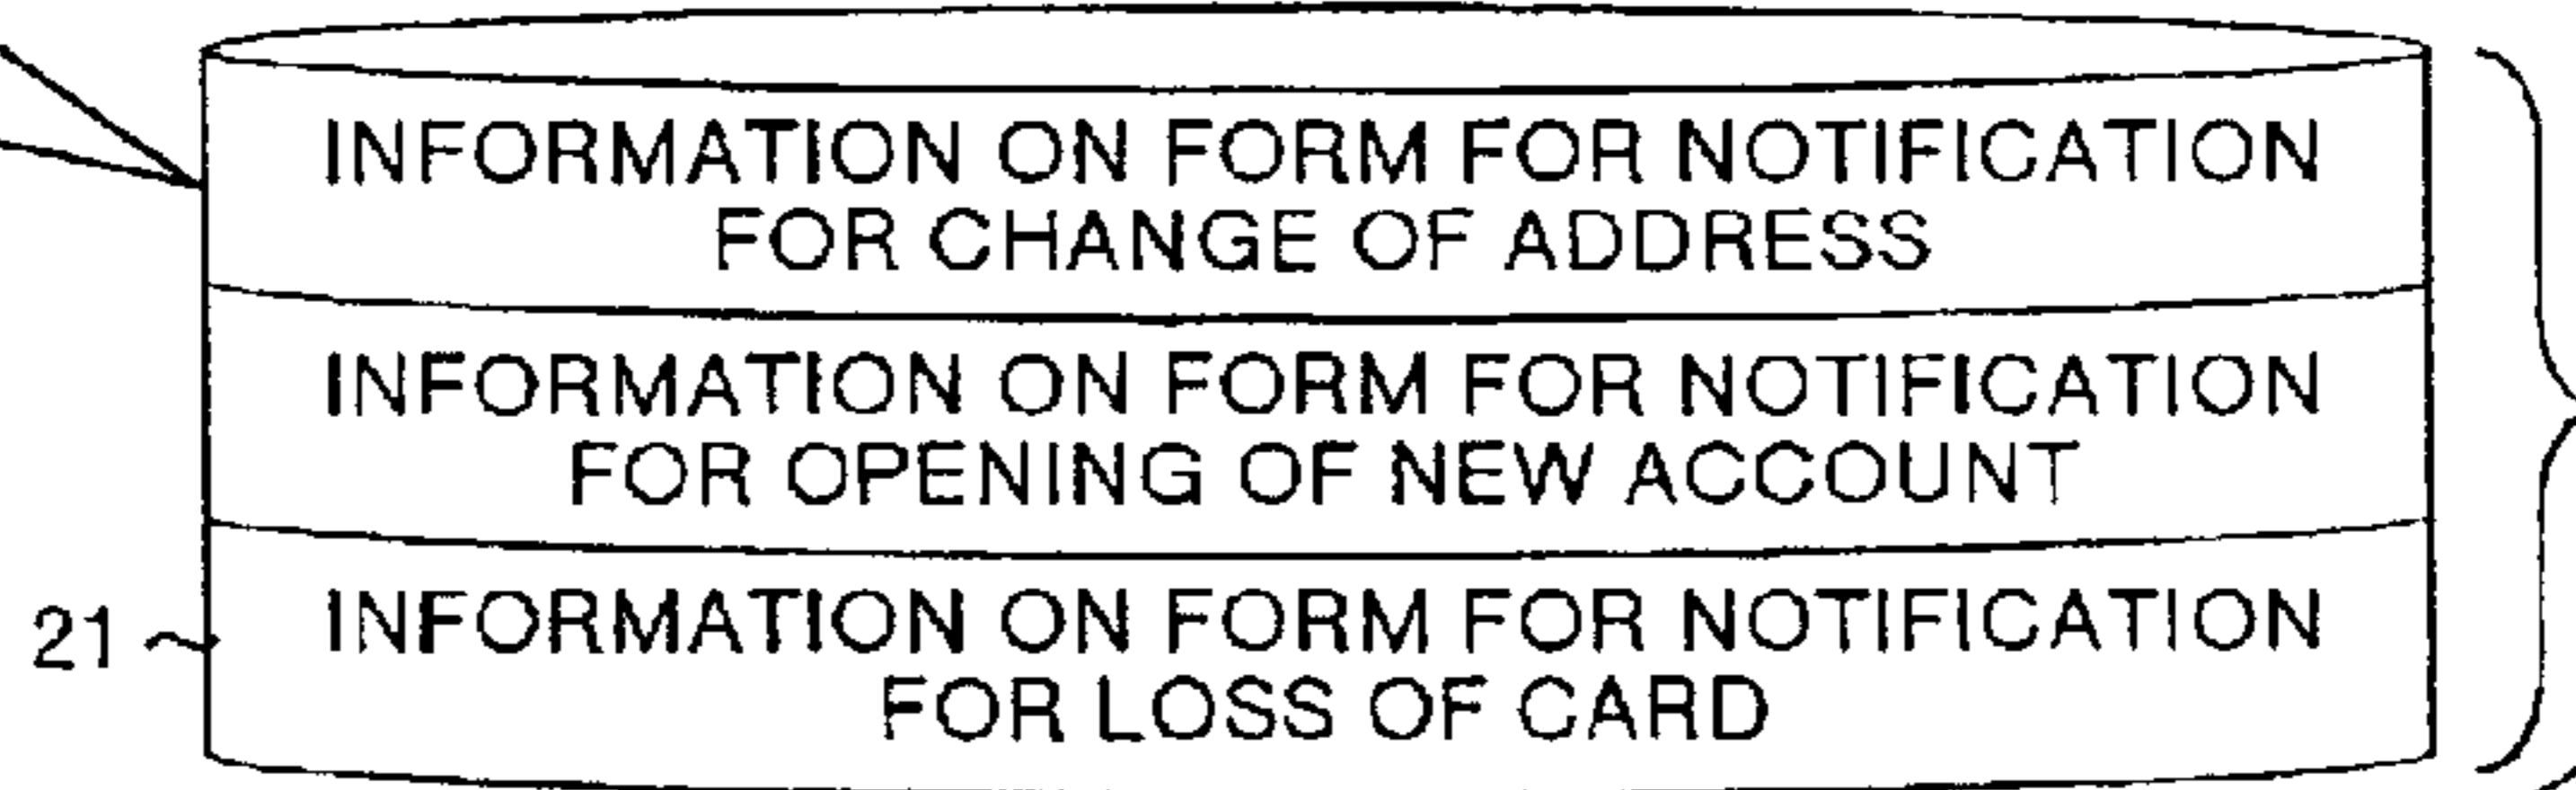 INFORMATION ON FORM FOR NOTIFICATION
FOR CHANGE OF ADDRESS
INFORMATION ON FORM FOR NOTIFICATION
FOR OPENING OF NEW ACCOUNT
21
INFORMATION ON FORM FOR NOTIFICATION
FOR LOSS OF CARD